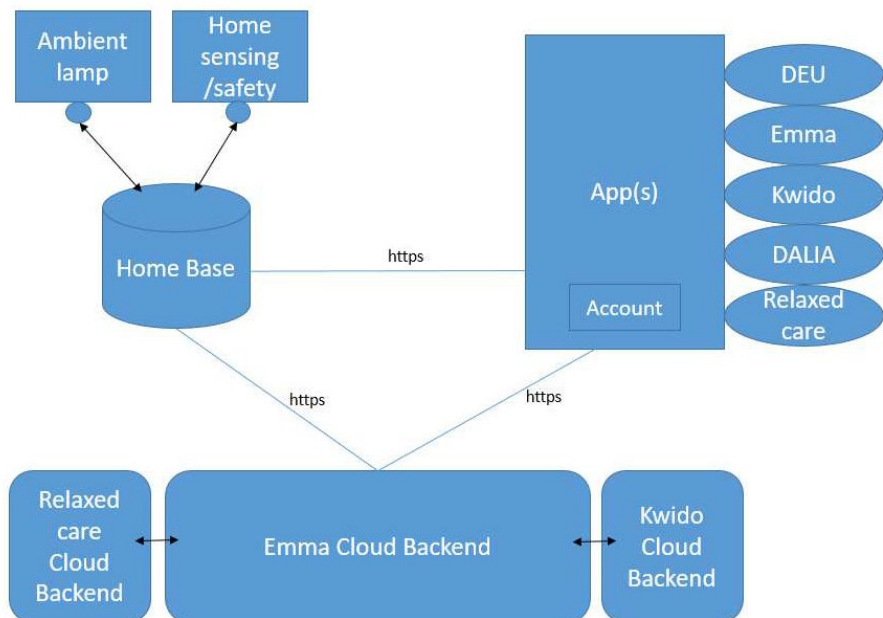 Ambient
lamp
Home
sensing
/safety
DEU
Emma
Kwido
DALIA
Relaxed
care
App(s)
Account
Home Base
https
https
https
Relaxed
care
Cloud
Backend
Emma Cloud Backend
Kwido
Cloud
Backend